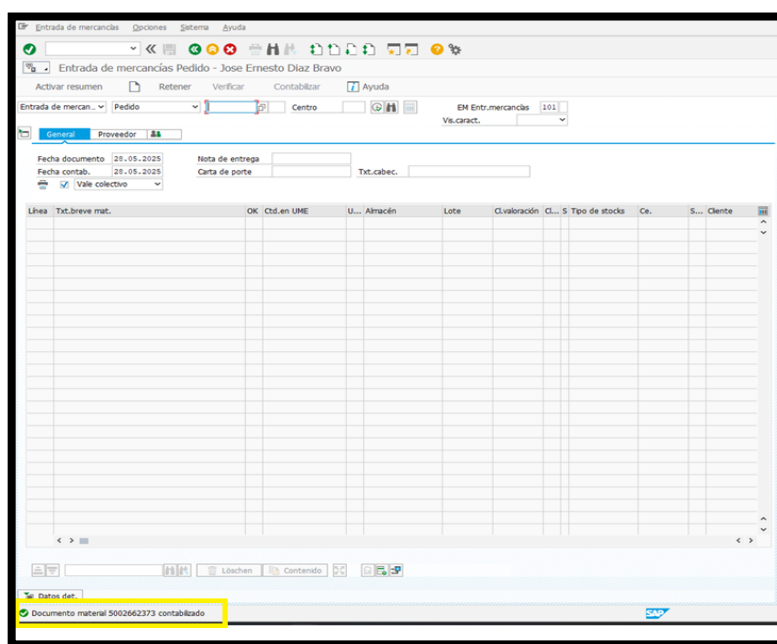 Entrada de mercancías Opciones Sistema Ayuda
Entrada de mercancías Pedido - Jose Ernesto Diaz Bravo
Activar resumen Retener Verificar Contabilizar Ayuda
Entrada de mercan... Pedido Centro EM Entr.mercancías 101
Vis.caract.
General Proveedor
Fecha documento 28.05.2025 Nota de entrega
Fecha contab. 28.05.2025 Carta de porte Txt.cabec.
Vale colectivo
Línea Txt.breve mat. OK Ctd.en UME U... Almacén Lote Cl.valoración Cl... S Tipo de stocks Ce. S... Cliente
Löschen Contenido
Datos det.
Documento material 5002662373 contabilizado
SAP